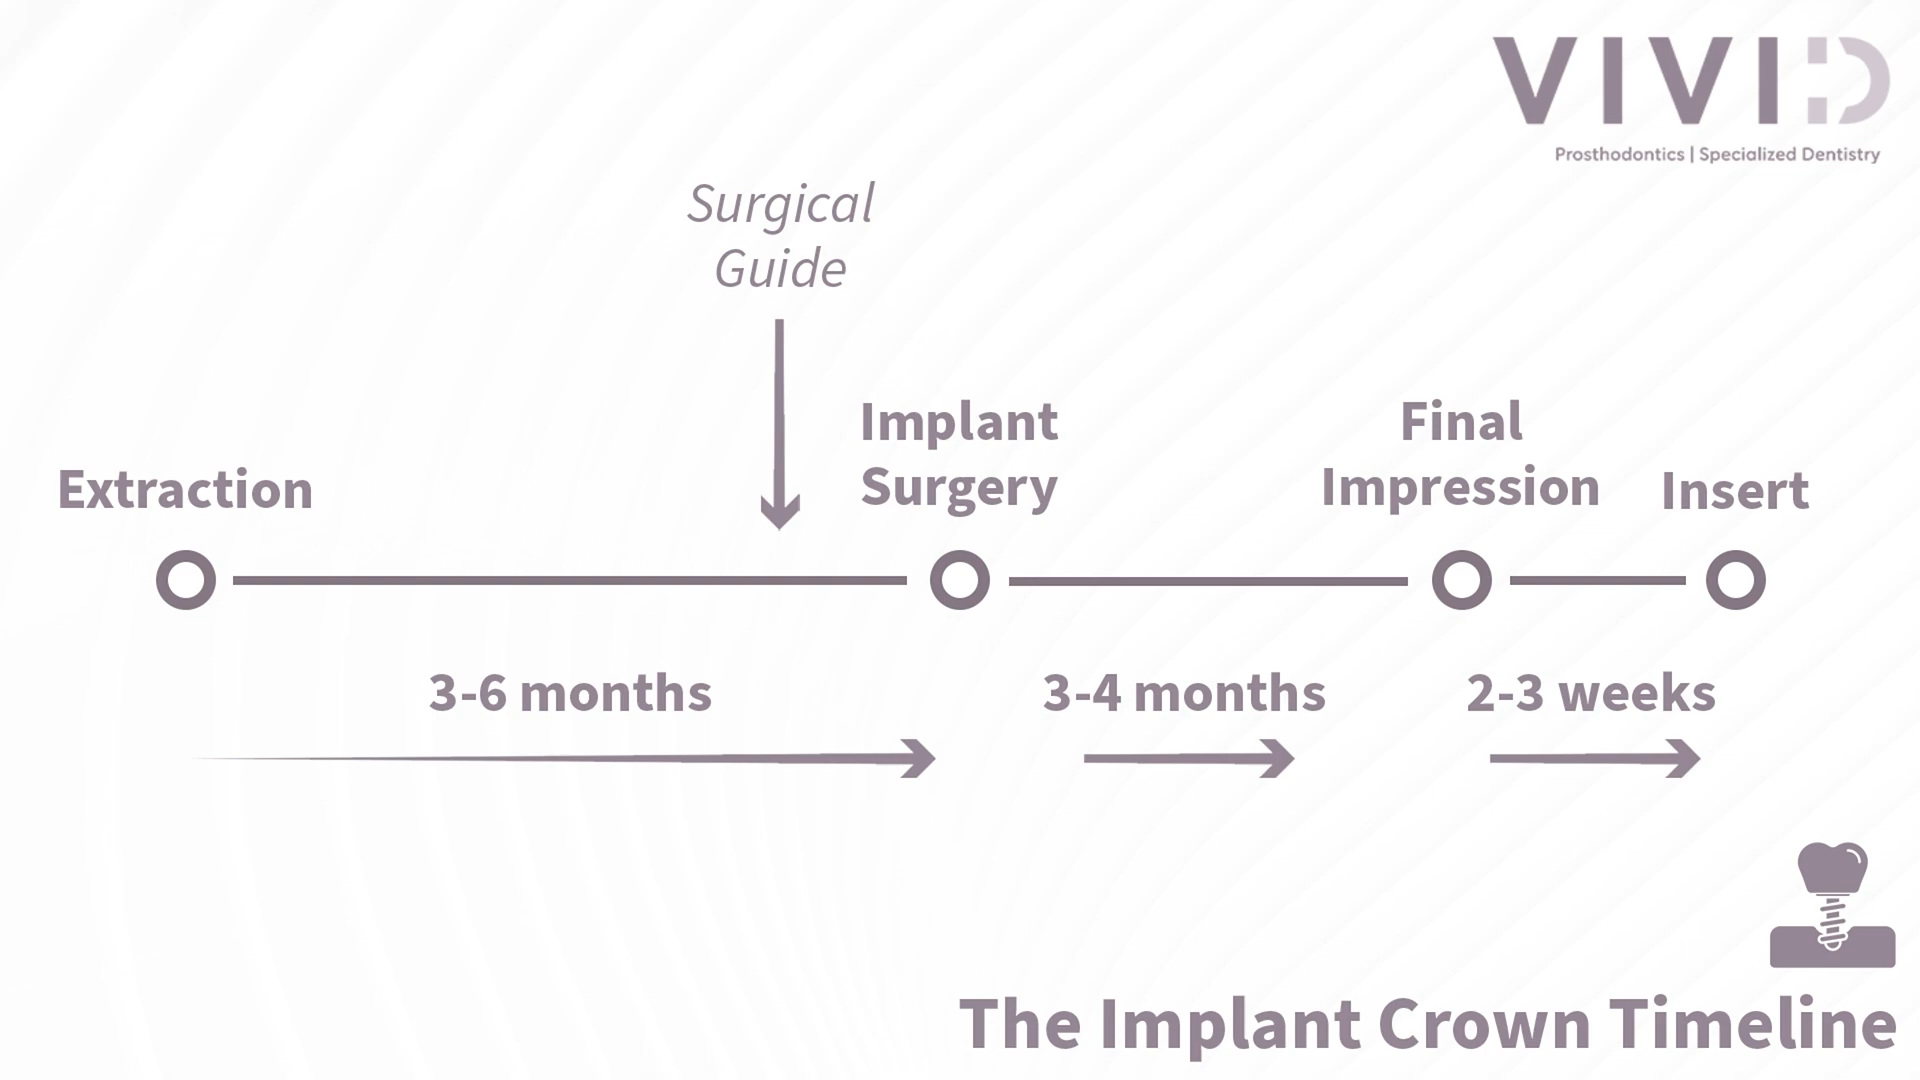 VIVID
Prosthodontics | Specialized Dentistry
Surgical
Guide
Extraction
Implant
Surgery
Final
Impression
Insert
3-6 months
3-4 months
2-3 weeks
The Implant Crown Timeline